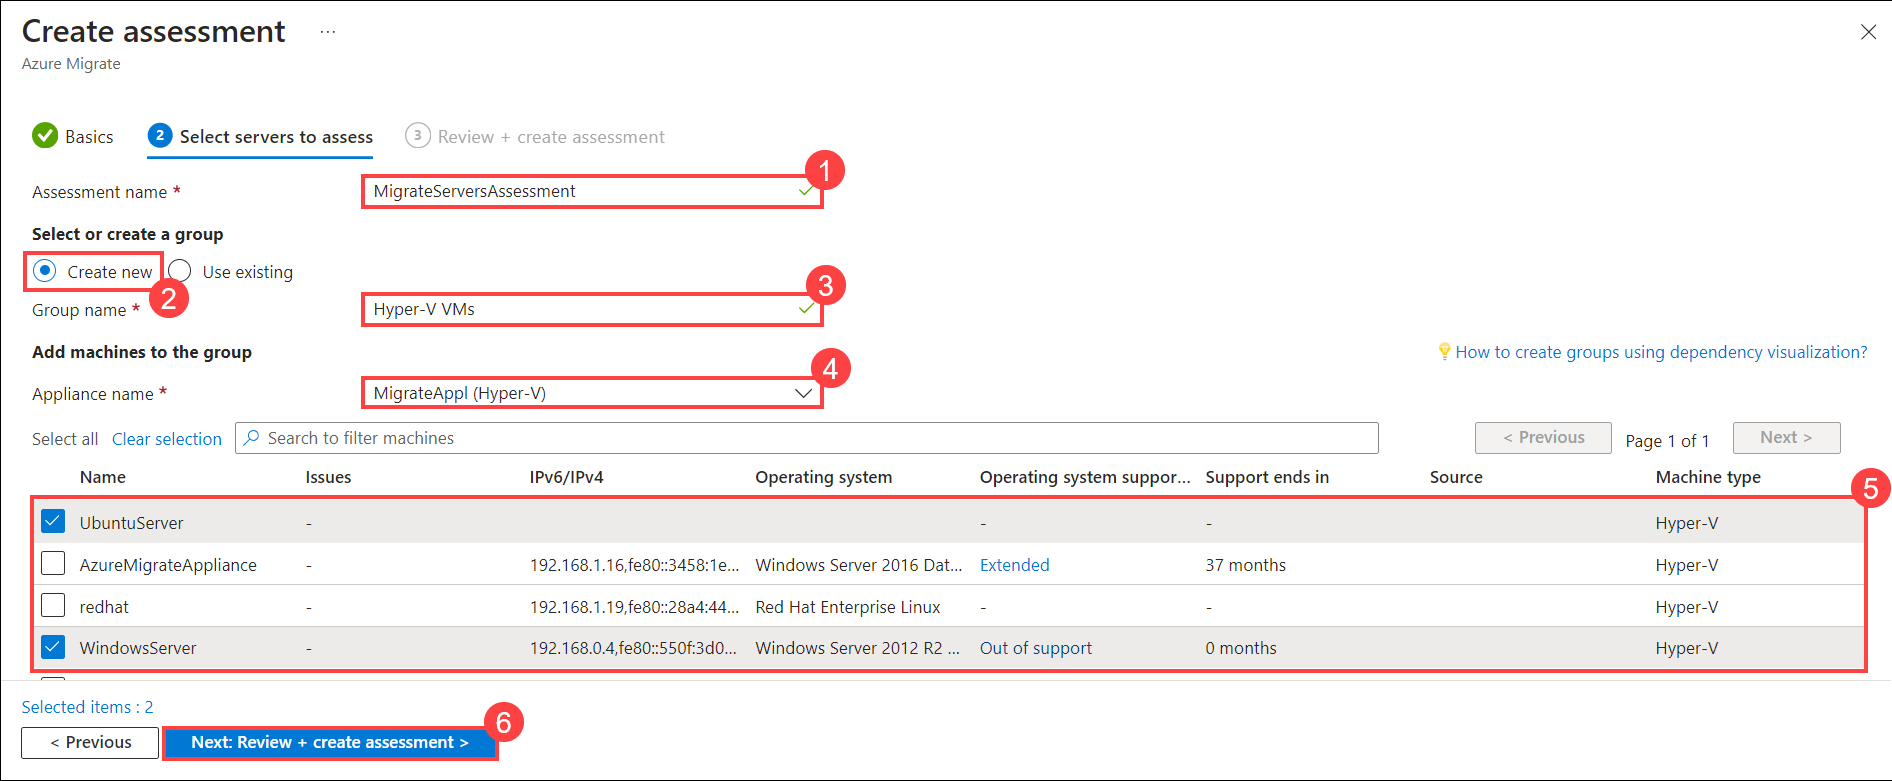 Create assessment ...
Azure Migrate
Basics 2 Select servers to assess 3 Review + create assessment
1
Assessment name * MigrateServersAssessment
Select or create a group
Create new Use existing
2
3
Group name * Hyper-V VMs
Add machines to the group How to create groups using dependency visualization?
4
Appliance name * MigrateAppl (Hyper-V)
Select all Clear selection Search to filter machines < Previous Page 1 of 1 Next >
Name Issues IPv6/IPv4 Operating system Operating system suppor... Support ends in Source Machine type
5
UbuntuServer - - - Hyper-V
AzureMigrateAppliance - 192.168.1.16,fe80::3458:1e... Windows Server 2016 Dat... Extended 37 months Hyper-V
redhat - 192.168.1.19,fe80::28a4:44... Red Hat Enterprise Linux - - Hyper-V
WindowsServer - 192.168.0.4,fe80::550f:3d0... Windows Server 2012 R2 ... Out of support 0 months Hyper-V
Selected items : 2
6
< Previous Next: Review + create assessment >